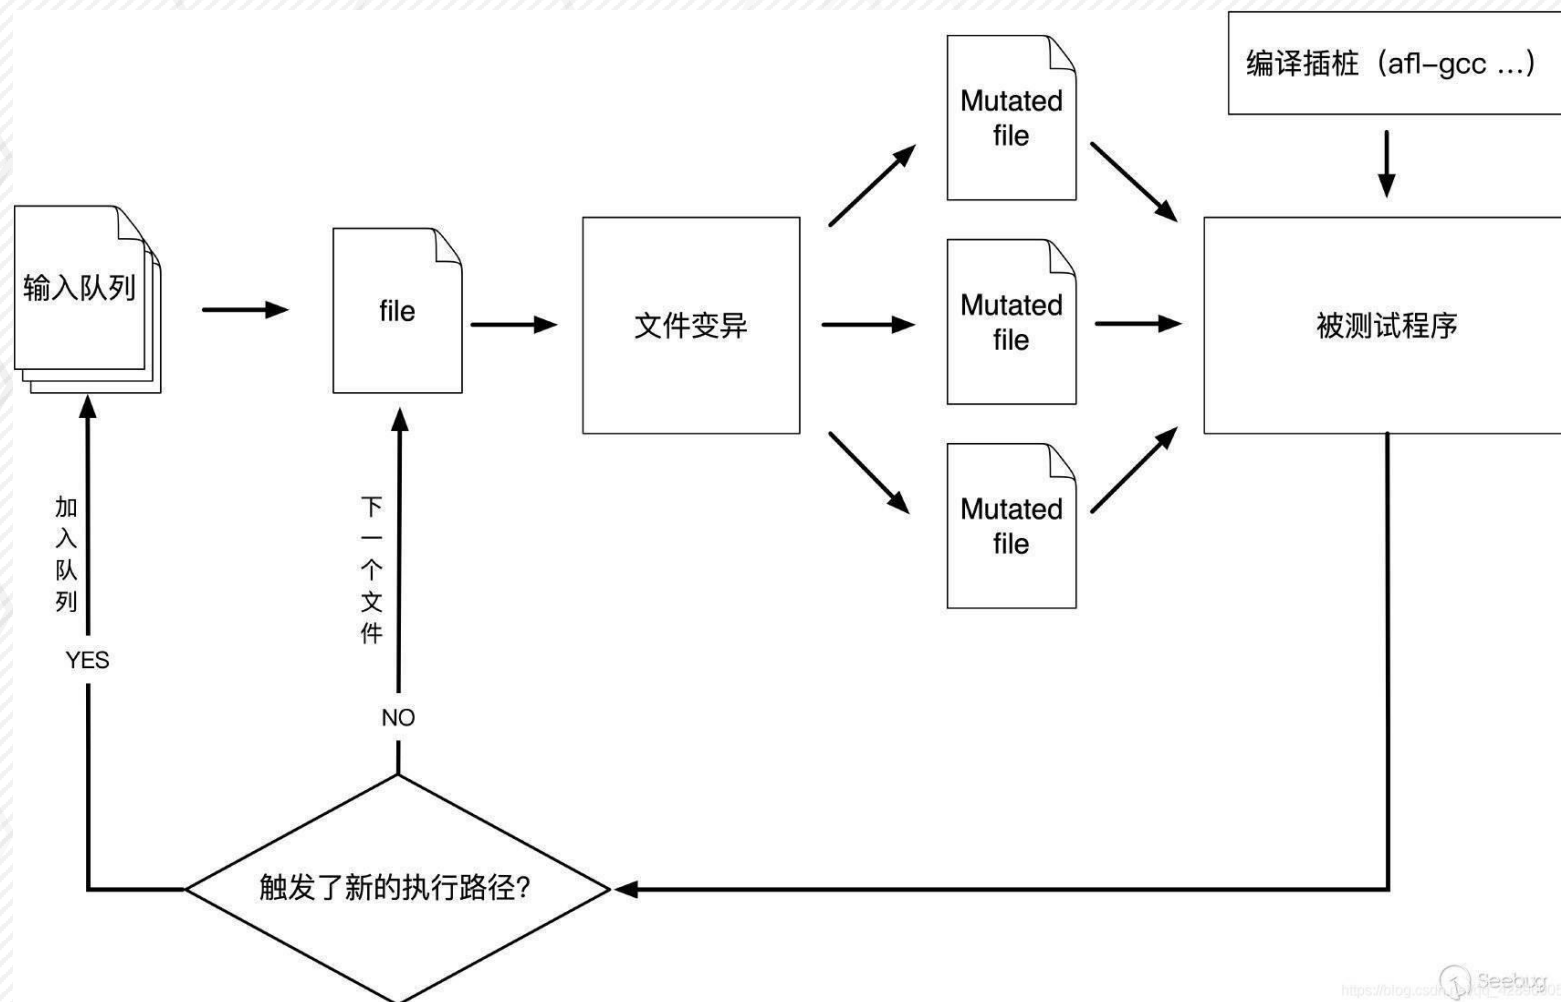 编译插桩（afl-gcc ...）
Mutated
file
输入队列
file
文件变异
Mutated
file
被测试程序
Mutated
file
加入队列
下一个文件
YES
NO
触发了新的执行路径?
Seebug